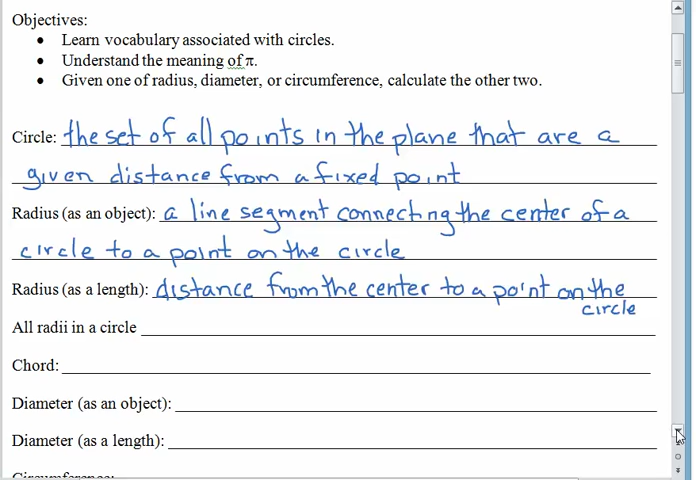 Objectives:
• Learn vocabulary associated with circles.
• Understand the meaning of π.
• Given one of radius, diameter, or circumference, calculate the other two.
Circle: the set of all points in the plane that are a
given distance from a fixed point
Radius (as an object): a line segment connecting the center of a
circle to a point on the circle
Radius (as a length): distance from the center to a point on the
circle
All radii in a circle
Chord:
Diameter (as an object):
Diameter (as a length):
Circumference: